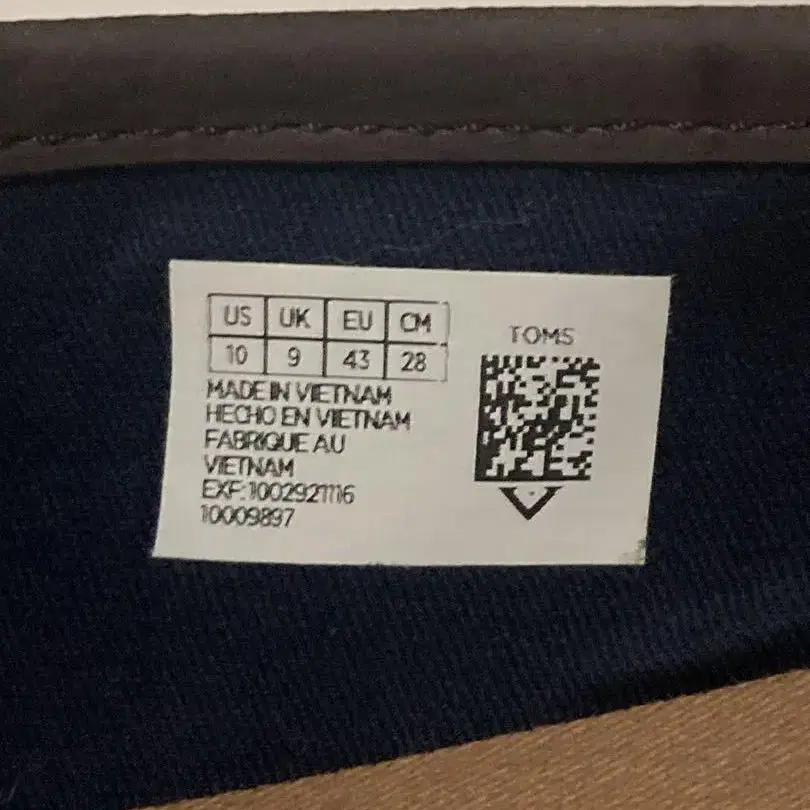 US UK EU CM
10 9 43 28
MADE IN VIETNAM
HECHO EN VIETNAM
FABRIQUE AU
VIETNAM
EXF:1002921116
10009897
TOMS